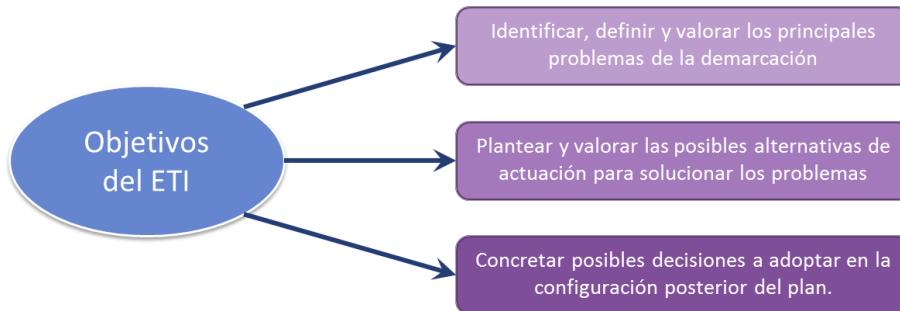 Objetivos
del ETI
Identificar, definir y valorar los principales
problemas de la demarcación
Plantear y valorar las posibles alternativas de
actuación para solucionar los problemas
Concretar posibles decisiones a adoptar en la
configuración posterior del plan.